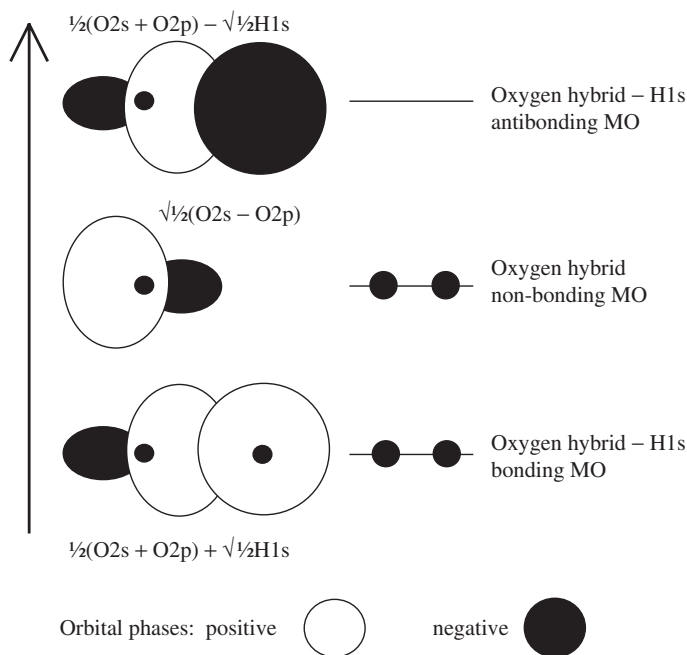 ½(O2s + O2p) – √½H1s
Oxygen hybrid – H1s
antibonding MO
√½(O2s – O2p)
Oxygen hybrid
non-bonding MO
Oxygen hybrid – H1s
bonding MO
½(O2s + O2p) + √½H1s
Orbital phases: positive negative